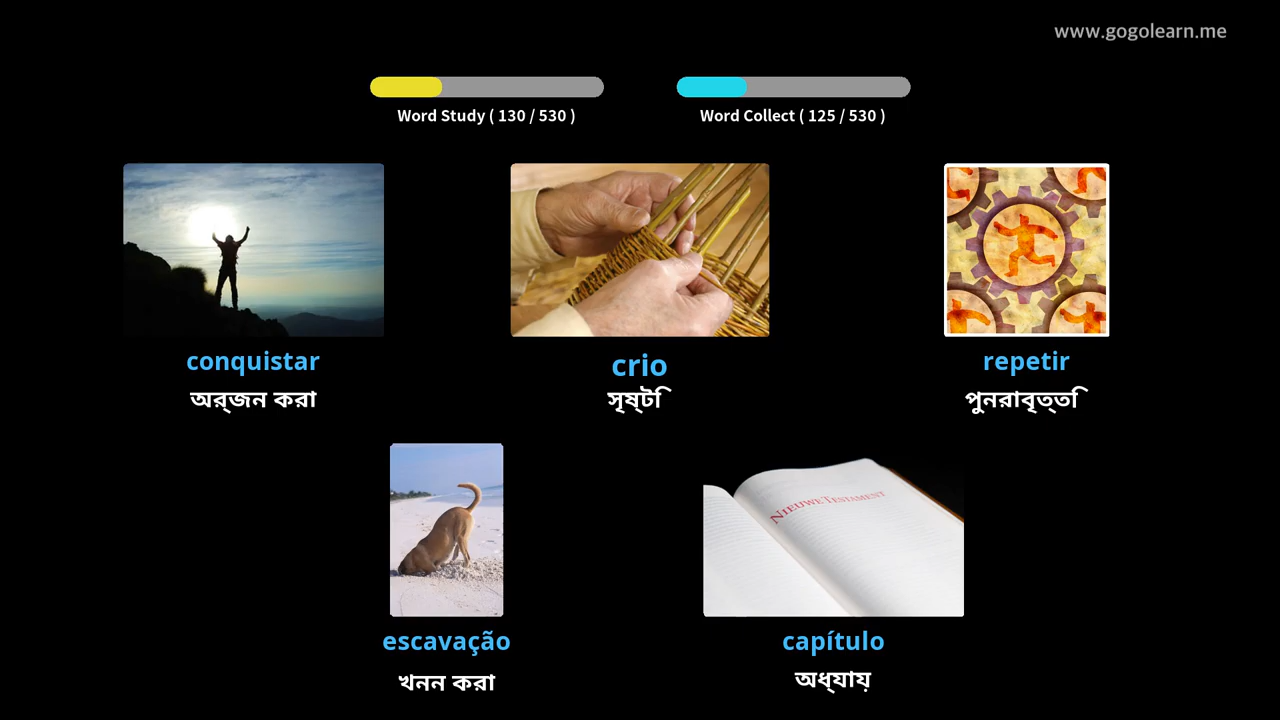 www.gogolearn.me
Word Study ( 130 / 530 )
Word Collect ( 125 / 530 )
conquistar
অর্জন করা
crio
সৃষ্টি
repetir
পুনরাবৃত্তি
NIEUWE TESTAMENT
escavação
খনন করা
capítulo
অধ্যায়